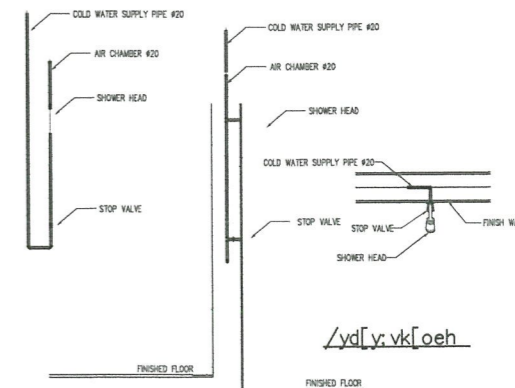 COLD WATER SUPPLY PIPE #20
AIR CHAMBER #20
SHOWER HEAD
STOP VALVE
FINISHED FLOOR
COLD WATER SUPPLY PIPE #20
AIR CHAMBER #20
SHOWER HEAD
STOP VALVE
FINISHED FLOOR
COLD WATER SUPPLY PIPE #20
STOP VALVE
FINISH W
SHOWER HEAD
/yd[y;vk[oeh